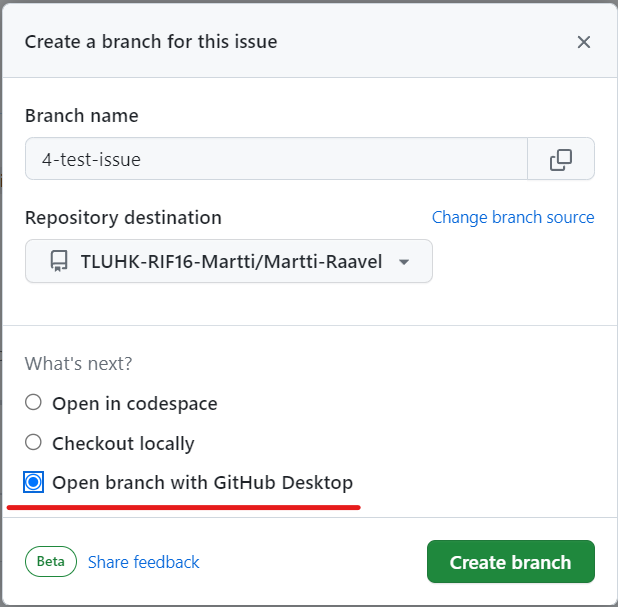 Create a branch for this issue
Branch name
4-test-issue
Repository destination
Change branch source
TLUHK-RIF16-Martti/Martti-Raavel
What's next?
Open in codespace
Checkout locally
Open branch with GitHub Desktop
Beta
Share feedback
Create branch